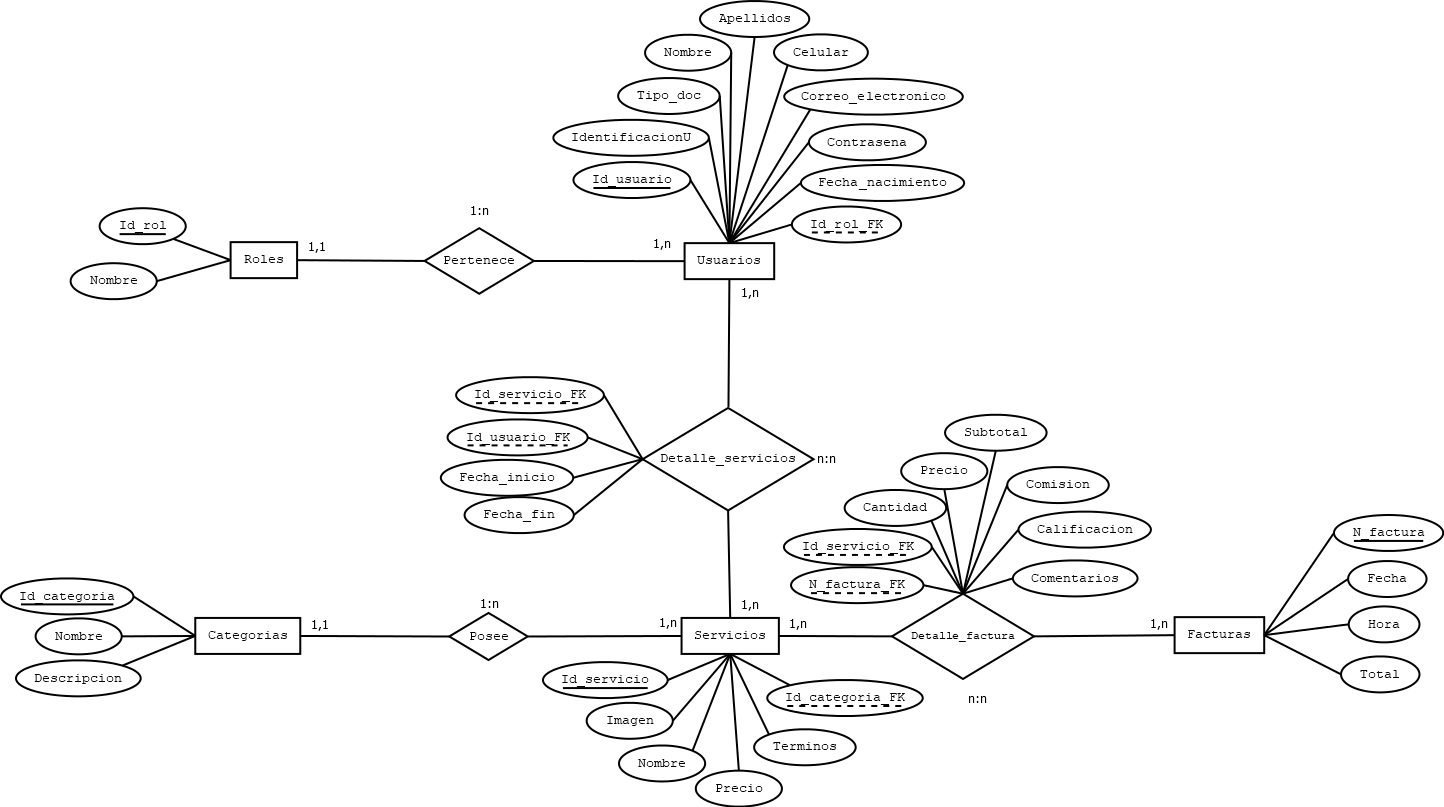 Apellidos
Nombre
Celular
Tipo_doc
Correo_electronico
IdentificacionU
Contrasena
Id_usuario
Fecha_nacimiento
Id_rol_FK
1:n
Id_rol
1,1
1,n
Roles
Pertenece
Usuarios
Nombre
1,n
Id_servicio_FK
Id_usuario_FK
Detalle_servicios
n:n
Fecha_inicio
Fecha_fin
Subtotal
Precio
Comision
Cantidad
Calificacion
Id_servicio_FK
N_factura_FK
Comentarios
N_factura
Fecha
Hora
Total
Id_categoria
1:n
1,n
Nombre
Categorias
1,1
Posee
1,n
Servicios
1,n
Detalle_factura
1,n
Facturas
Descripcion
Id_servicio
Id_categoria_FK
n:n
Imagen
Terminos
Nombre
Precio